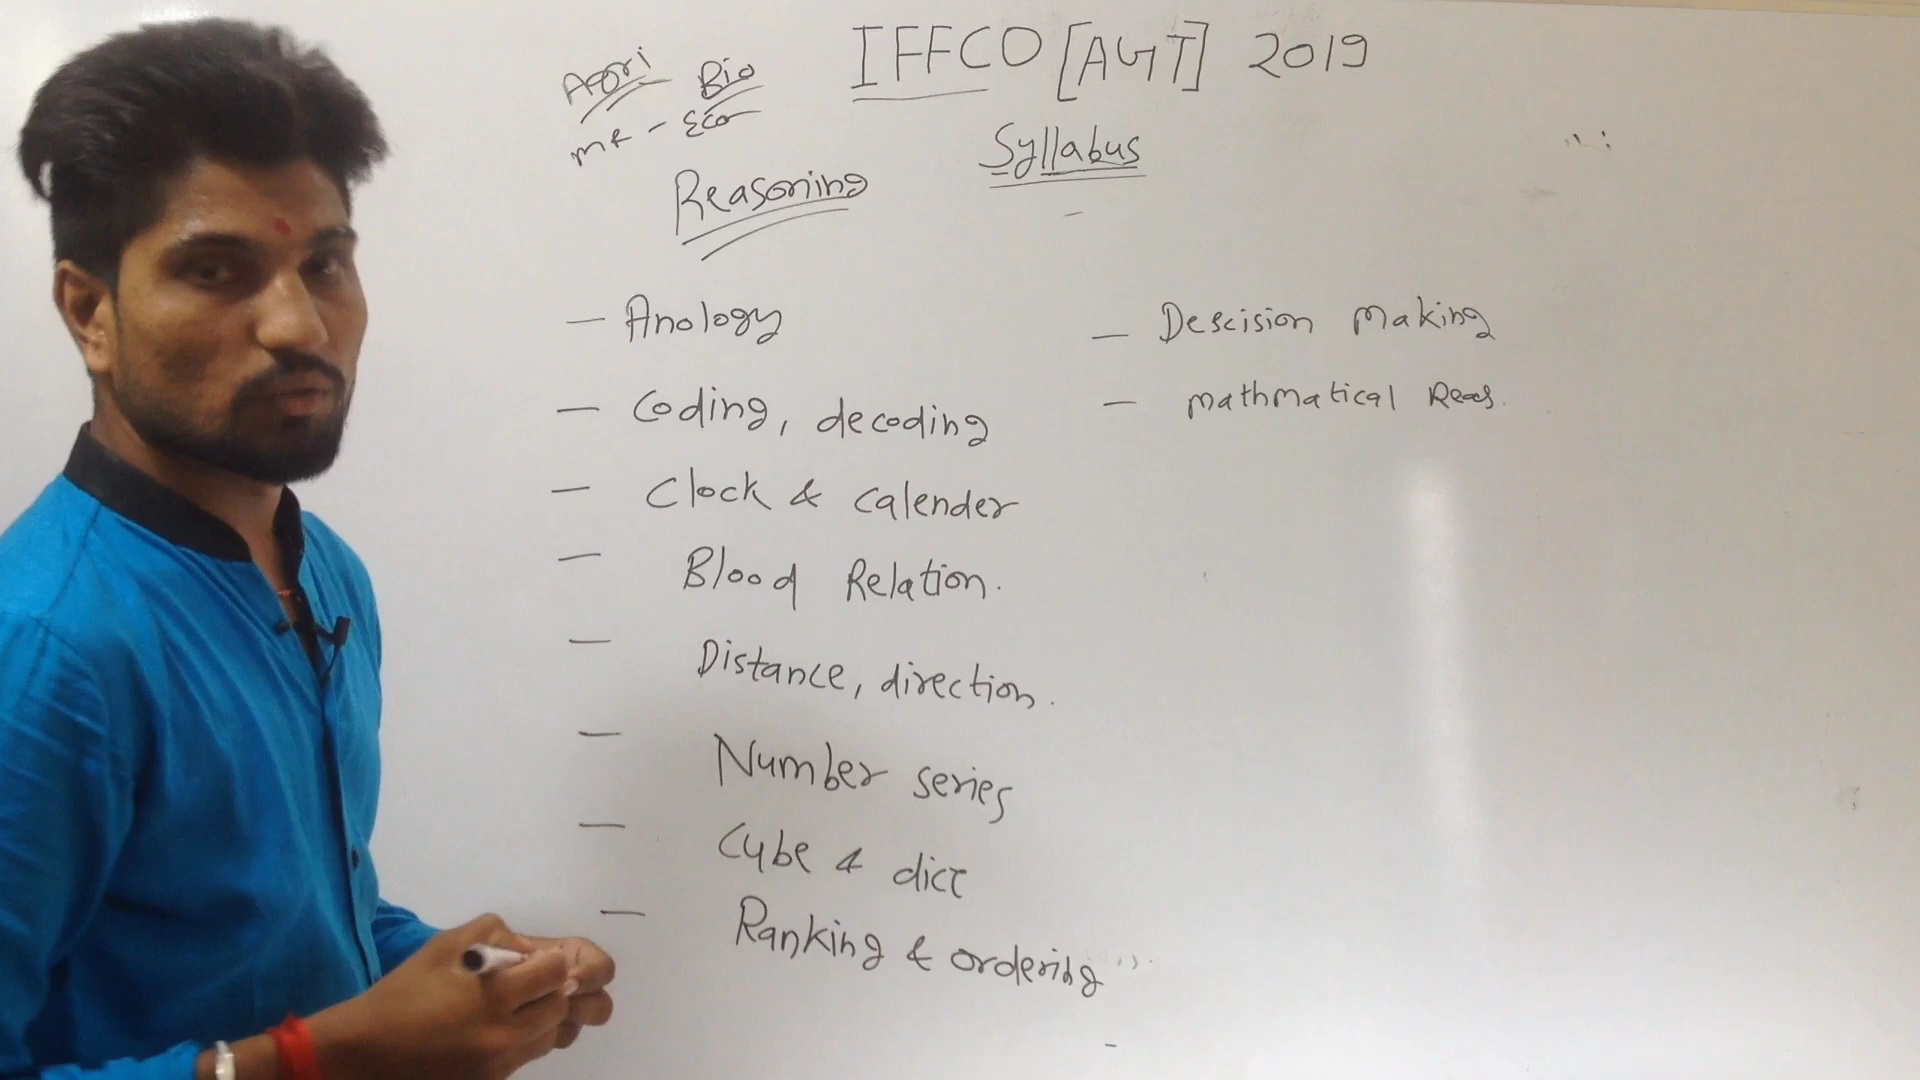 IFFCO [AGT] 2019
Agri - Bio
mk - Eco
Syllabus
Reasoning
- Anology
- Coding, decoding
- Clock & calender
- Blood Relation.
- Distance, direction.
- Number series
- Cube & dice
- Ranking & ordering
- Descision Making
- mathmatical Reas.